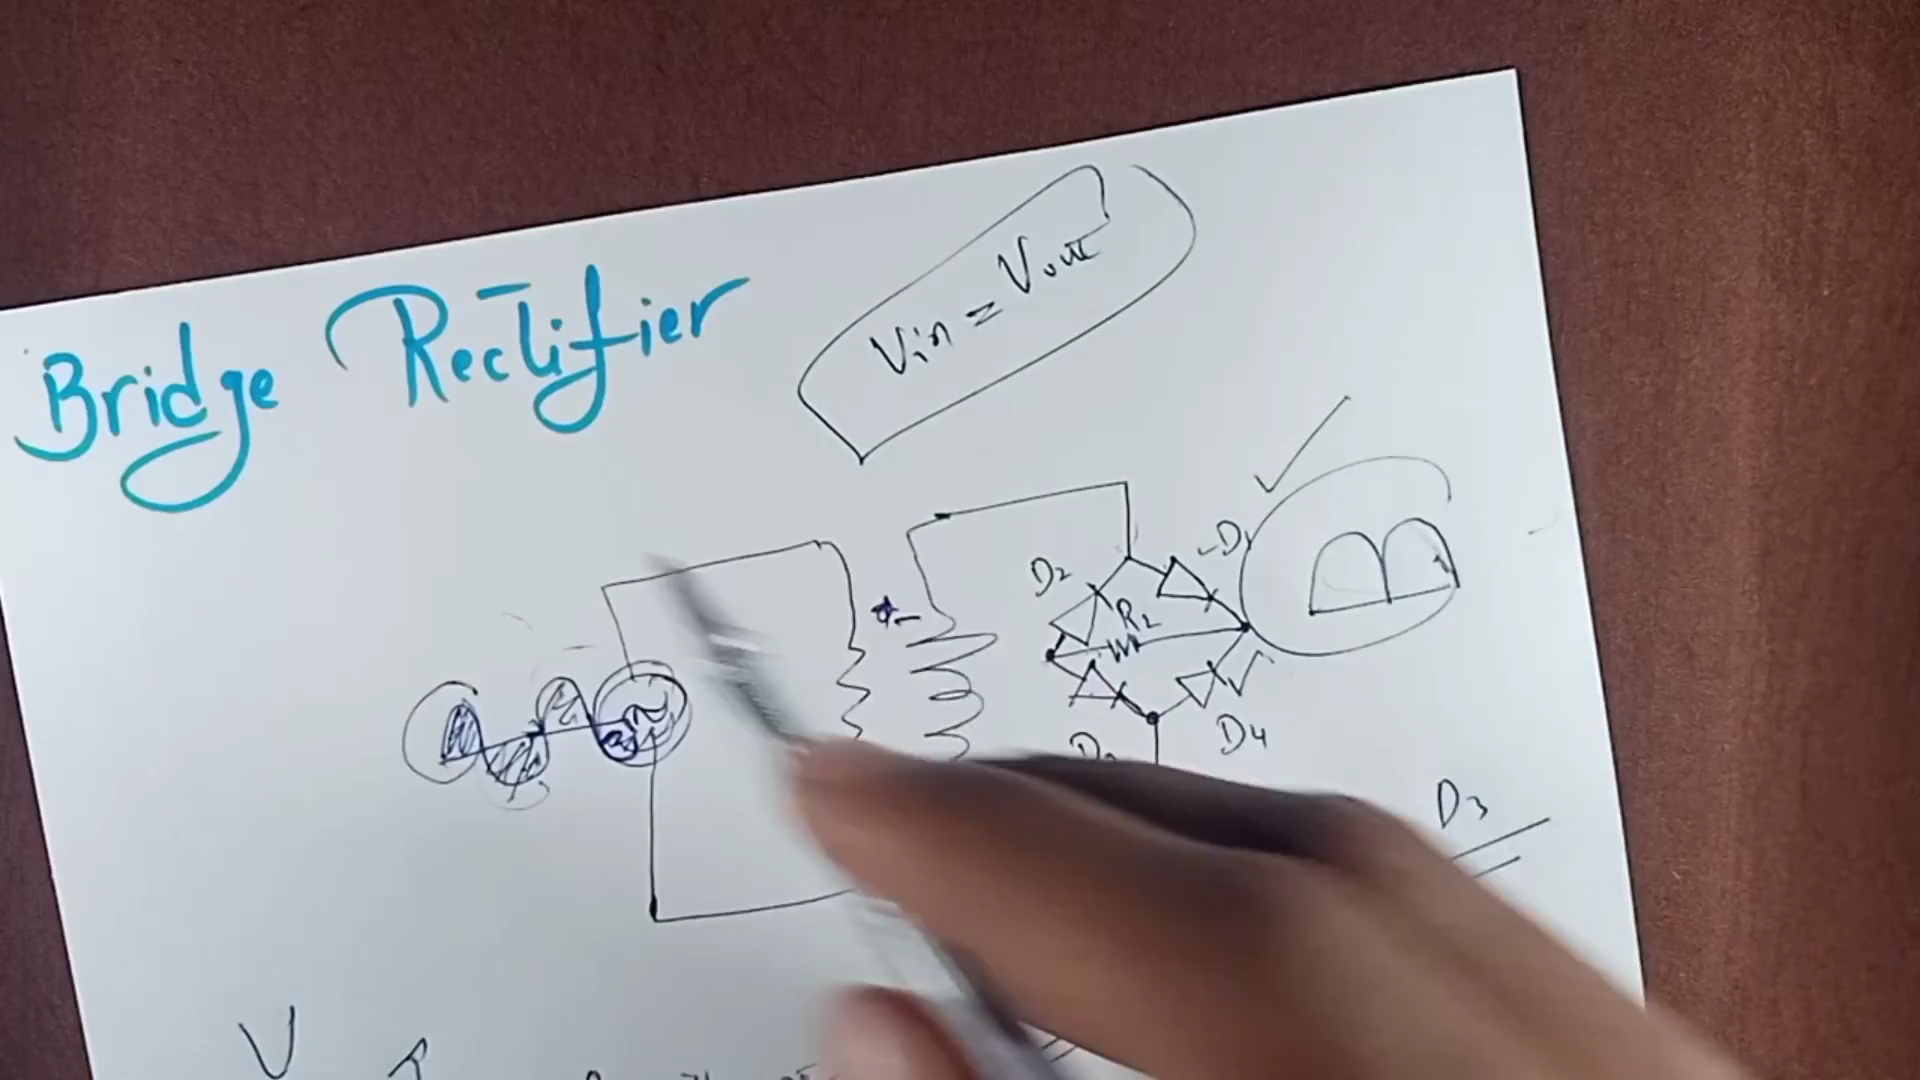 Bridge Rectifier
Vin = Vout
D2
D1
R2
D4
D3
V